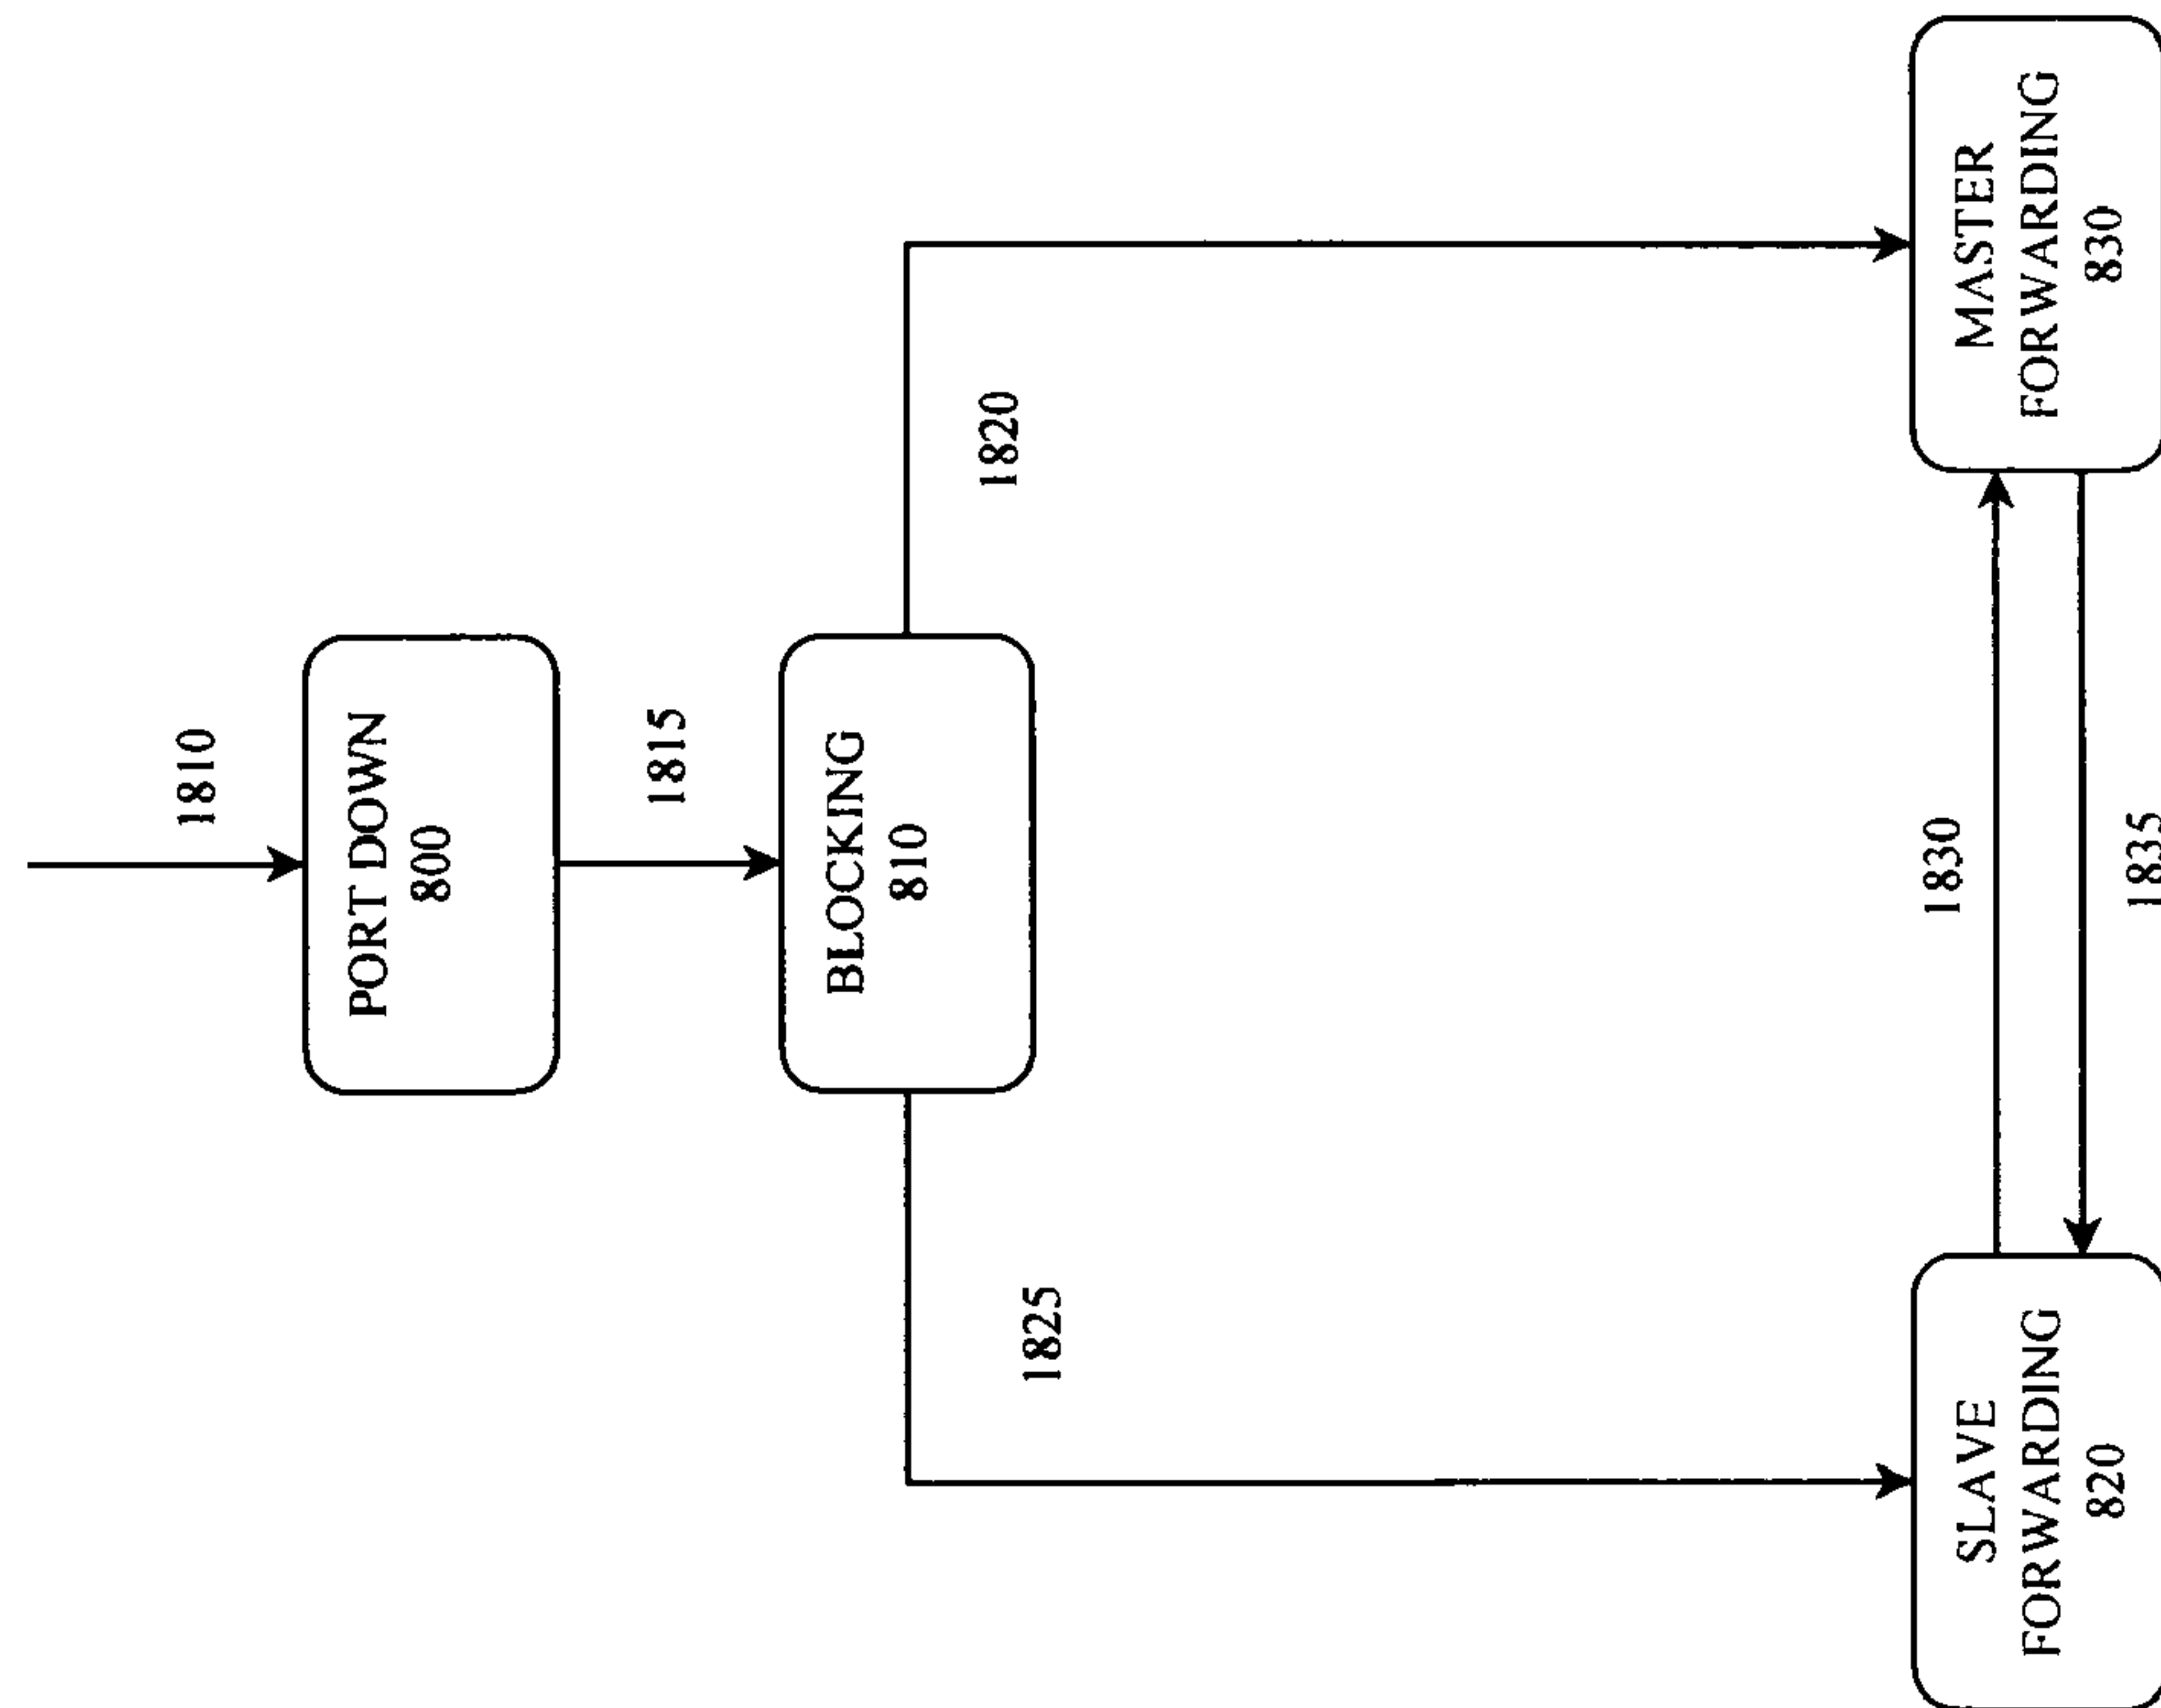 1810
PORT DOWN
800
1815
BLOCKING
810
1820
1825
1830
1835
SLAVE
FORWARDING
820
MASTER
FORWARDING
830